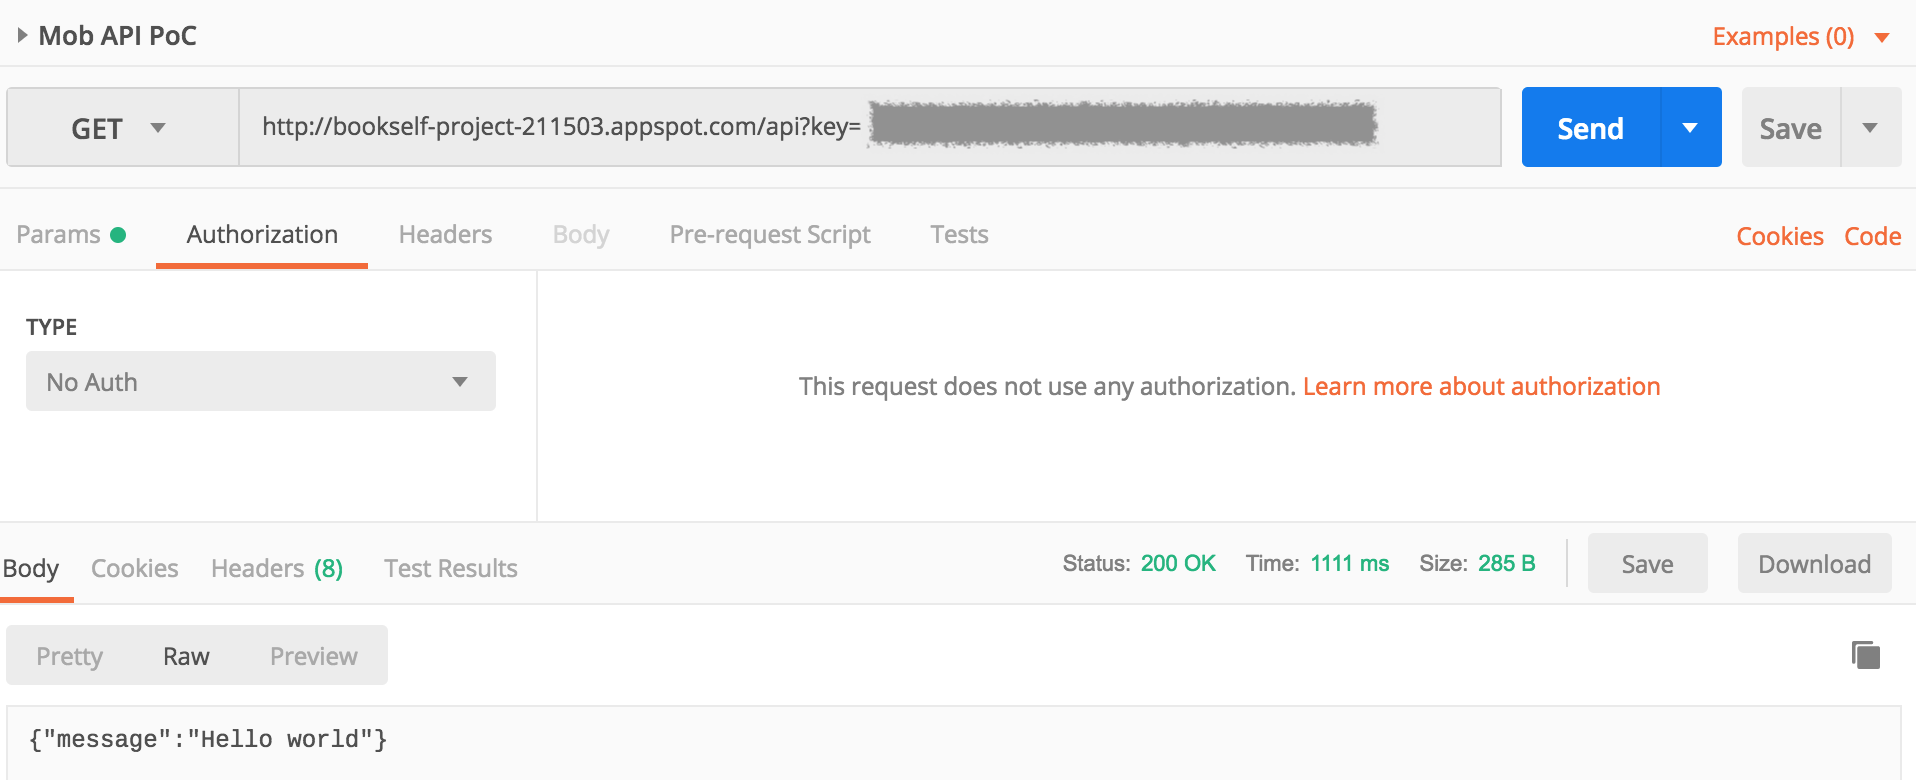 Mob API PoC
Examples (0)
GET
http://bookself-project-211503.appspot.com/api?key=
Send
Save
Params
Authorization
Headers
Body
Pre-request Script
Tests
Cookies
Code
TYPE
No Auth
This request does not use any authorization. Learn more about authorization
Body
Cookies
Headers (8)
Test Results
Status: 200 OK
Time: 1111 ms
Size: 285 B
Save
Download
Pretty
Raw
Preview
{"message":"Hello world"}